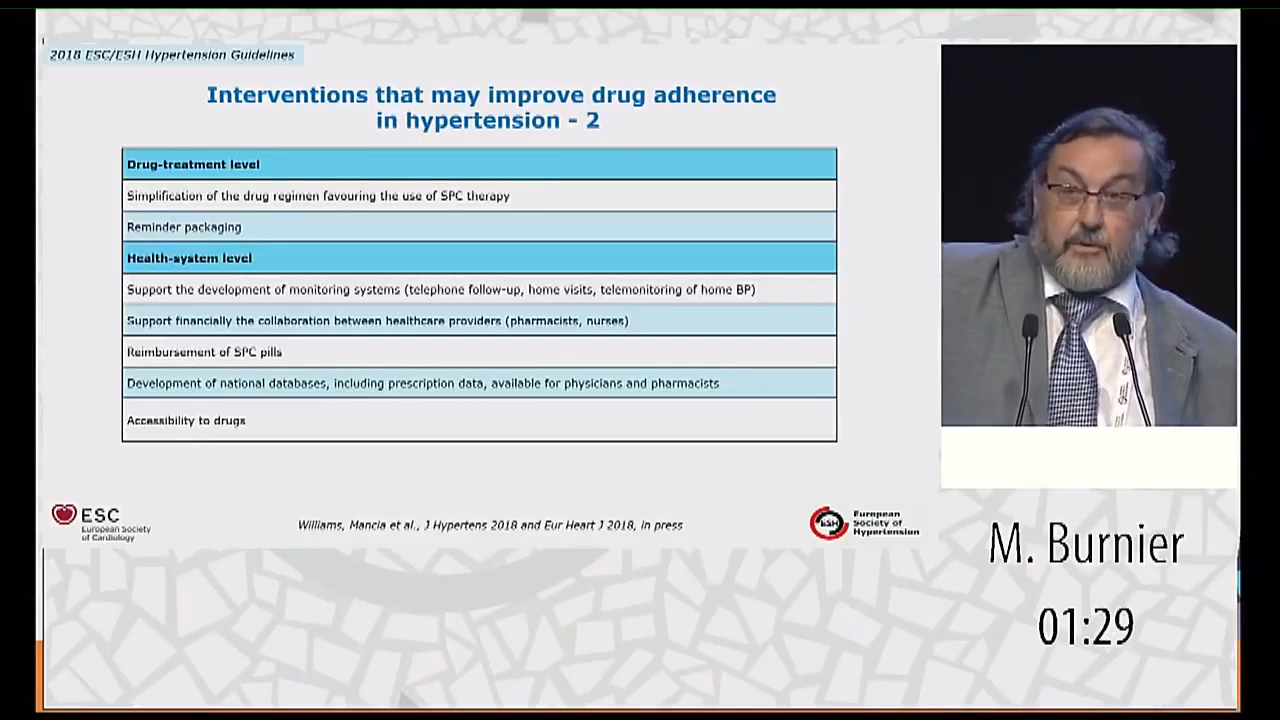 2018 ESC/ESH Hypertension Guidelines
Interventions that may improve drug adherence
in hypertension - 2
Drug-treatment level
Simplification of the drug regimen favouring the use of SPC therapy
Reminder packaging
Health-system level
Support the development of monitoring systems (telephone follow-up, home visits, telemonitoring of home BP)
Support financially the collaboration between healthcare providers (pharmacists, nurses)
Reimbursement of SPC pills
Development of national databases, including prescription data, available for physicians and pharmacists
Accessibility to drugs
ESC
European Society
of Cardiology
Williams, Mancia et al., J Hypertens 2018 and Eur Heart J 2018, in press
ESH
European
Society of
Hypertension
M. Burnier
01:29